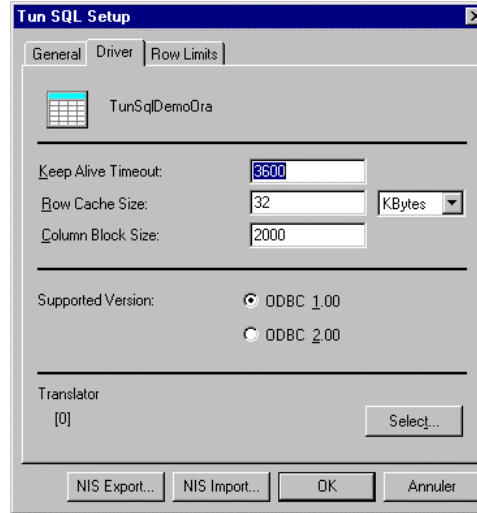 Tun SQL Setup
General Driver Row Limits
TunSqlDemoOra
Keep Alive Timeout: 3600
Row Cache Size: 32 KBytes
Column Block Size: 2000
Supported Version: ODBC 1.00
ODBC 2.00
Translator
[0] Select...
NIS Export... NIS Import... OK Annuler